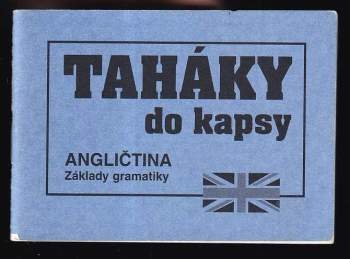 TAHÁKY
do kapsy
ANGLIČTINA
Základy gramatiky